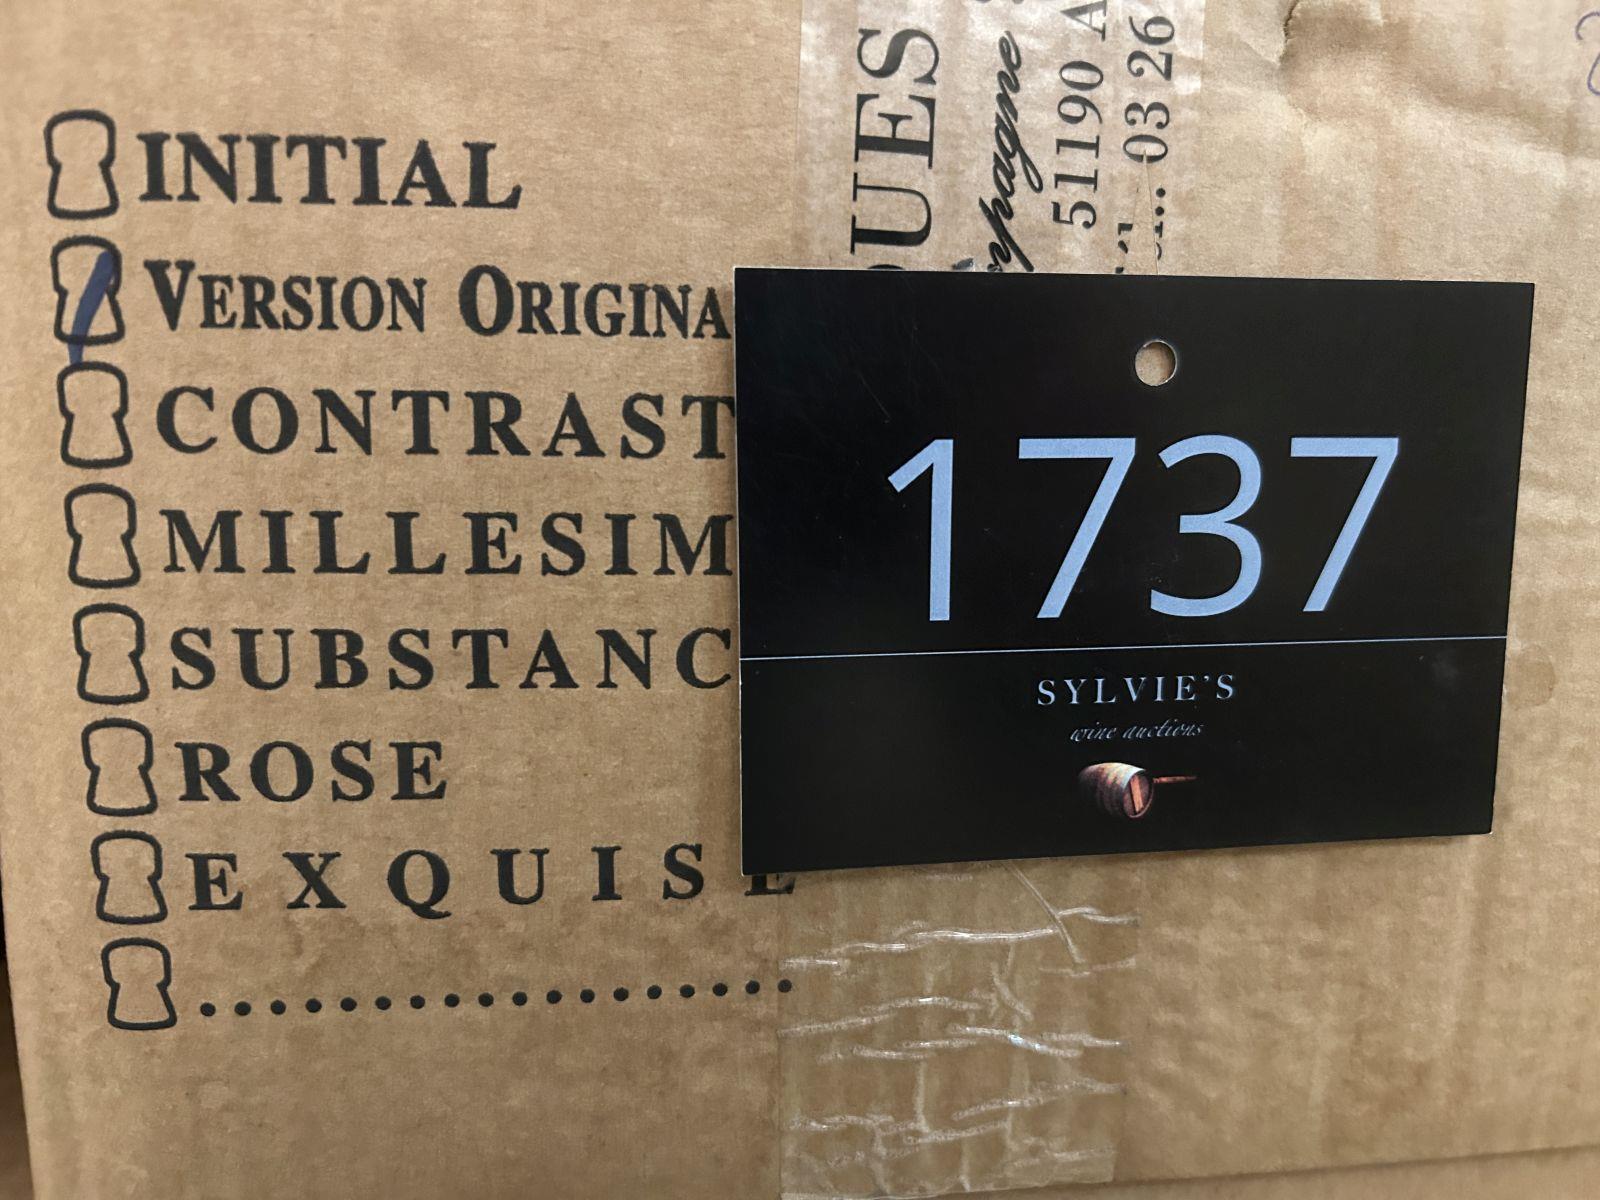 INITIAL
VERSION ORIGINA
CONTRAST
MILLESIM
SUBSTANC
ROSE
EXQUISE
....................
UES
51190 A
03 26
1737
SYLVIE'S
wine auctions